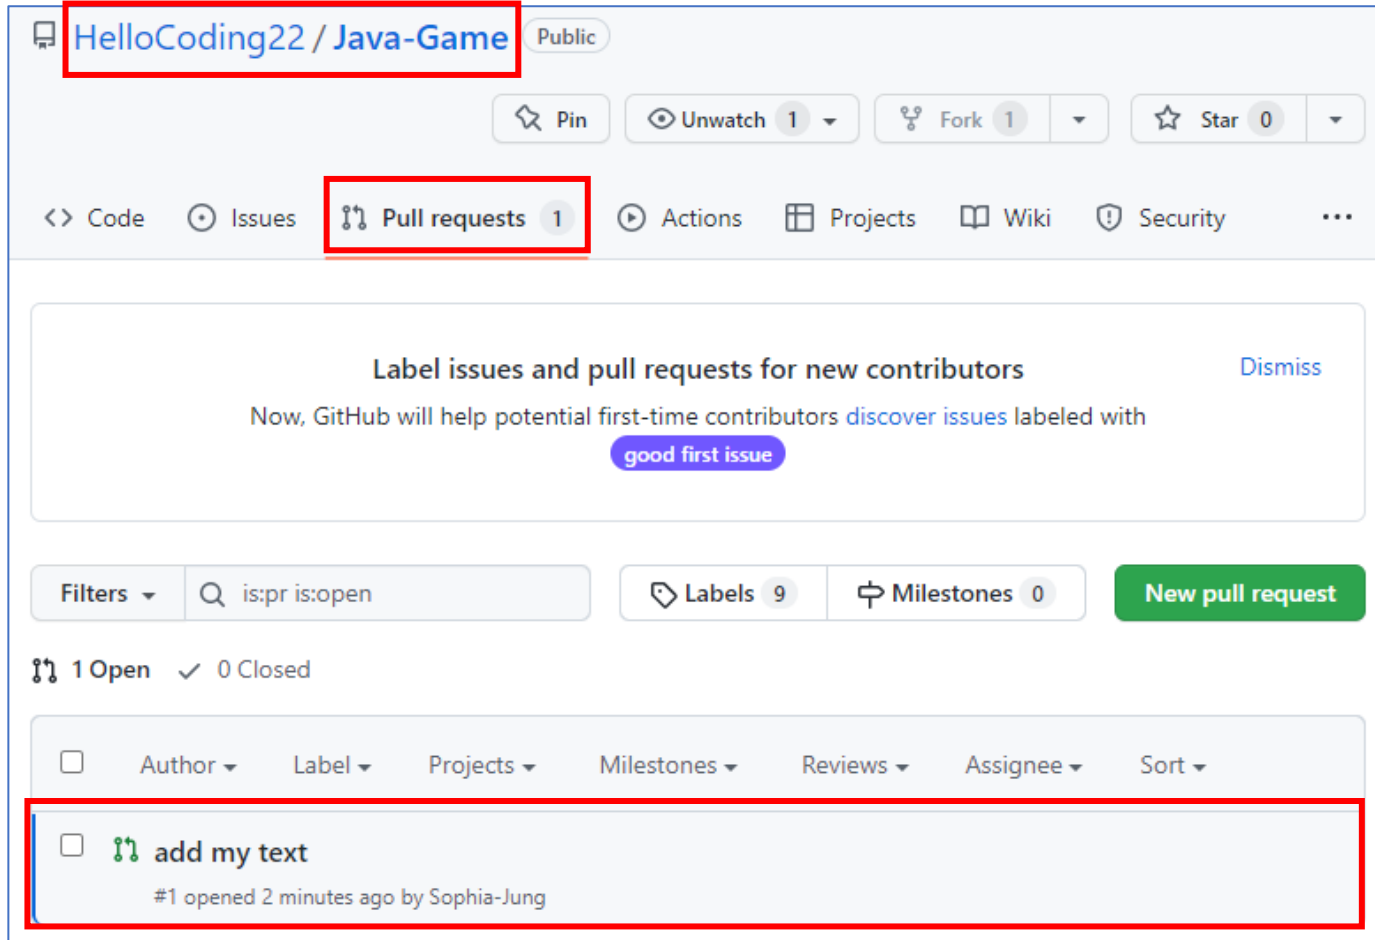 HelloCoding22 / Java-Game Public
Pin Unwatch 1 Fork 1 Star 0
<> Code Issues Pull requests 1 Actions Projects Wiki Security ...
Label issues and pull requests for new contributors Dismiss
Now, GitHub will help potential first-time contributors discover issues labeled with
good first issue
Filters is:pr is:open Labels 9 Milestones 0 New pull request
1 Open 0 Closed
Author Label Projects Milestones Reviews Assignee Sort
add my text
#1 opened 2 minutes ago by Sophia-Jung